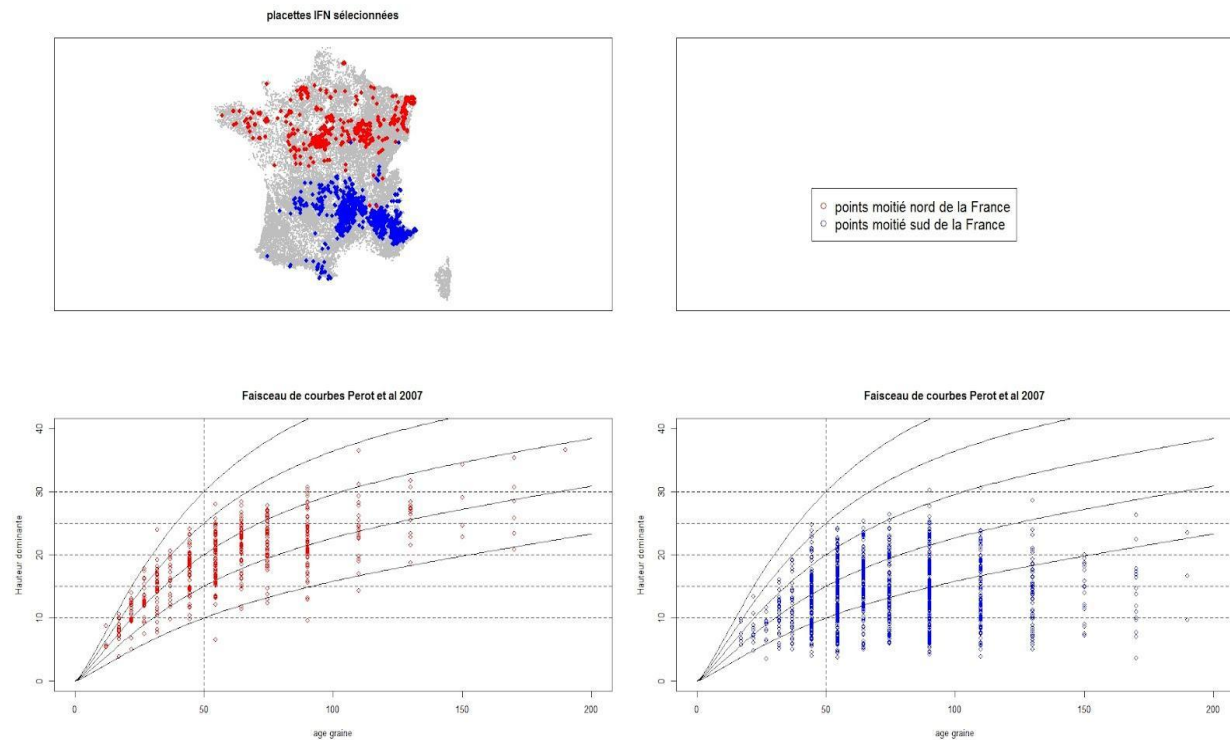 placettes IFN sélecionnées
points moitié nord de la France
points moitié sud de la France
Faisceau de courbes Perot et al 2007
Hauteur dominante
40
30
20
10
0
0
50
100
150
200
age graine
Faisceau de courbes Perot et al 2007
Hauteur dominante
40
30
20
10
0
0
50
100
150
200
age graine